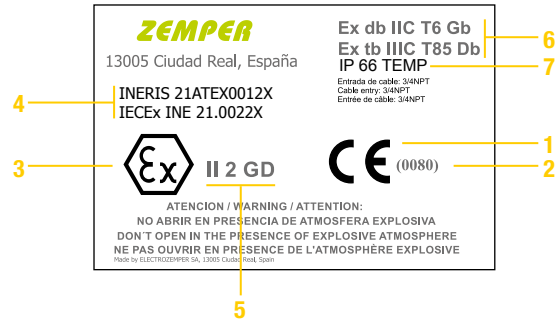 ZEMPER
13005 Ciudad Real, España
Ex db IIC T6 Gb
Ex tb IIIC T85 Db
IP 66 TEMP
Entrada de cable: 3/4NPT
Cable entry: 3/4NPT
Entrée de câble: 3/4NPT
6
7
4
INERIS 21ATEX0012X
IECEx INE 21.0022X
3
Ex
II 2 GD
CE (0080)
1
2
ATENCION / WARNING / ATTENTION:
NO ABRIR EN PRESENCIA DE ATMOSFERA EXPLOSIVA
DON´T OPEN IN THE PRESENCE OF EXPLOSIVE ATMOSPHERE
NE PAS OUVRIR EN PRESENCE DE L'ATMOSPHÈRE EXPLOSIVE
Made by ELECTROZEMPER SA, 13005 Ciudad Real, Spain
5